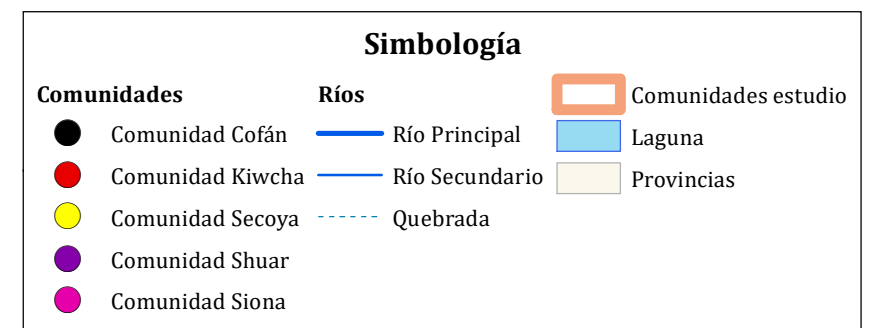 Simbología
Comunidades
Comunidad Cofán
Comunidad Kiwcha
Comunidad Secoya
Comunidad Shuar
Comunidad Siona
Ríos
Río Principal
Río Secundario
Quebrada
Comunidades estudio
Laguna
Provincias